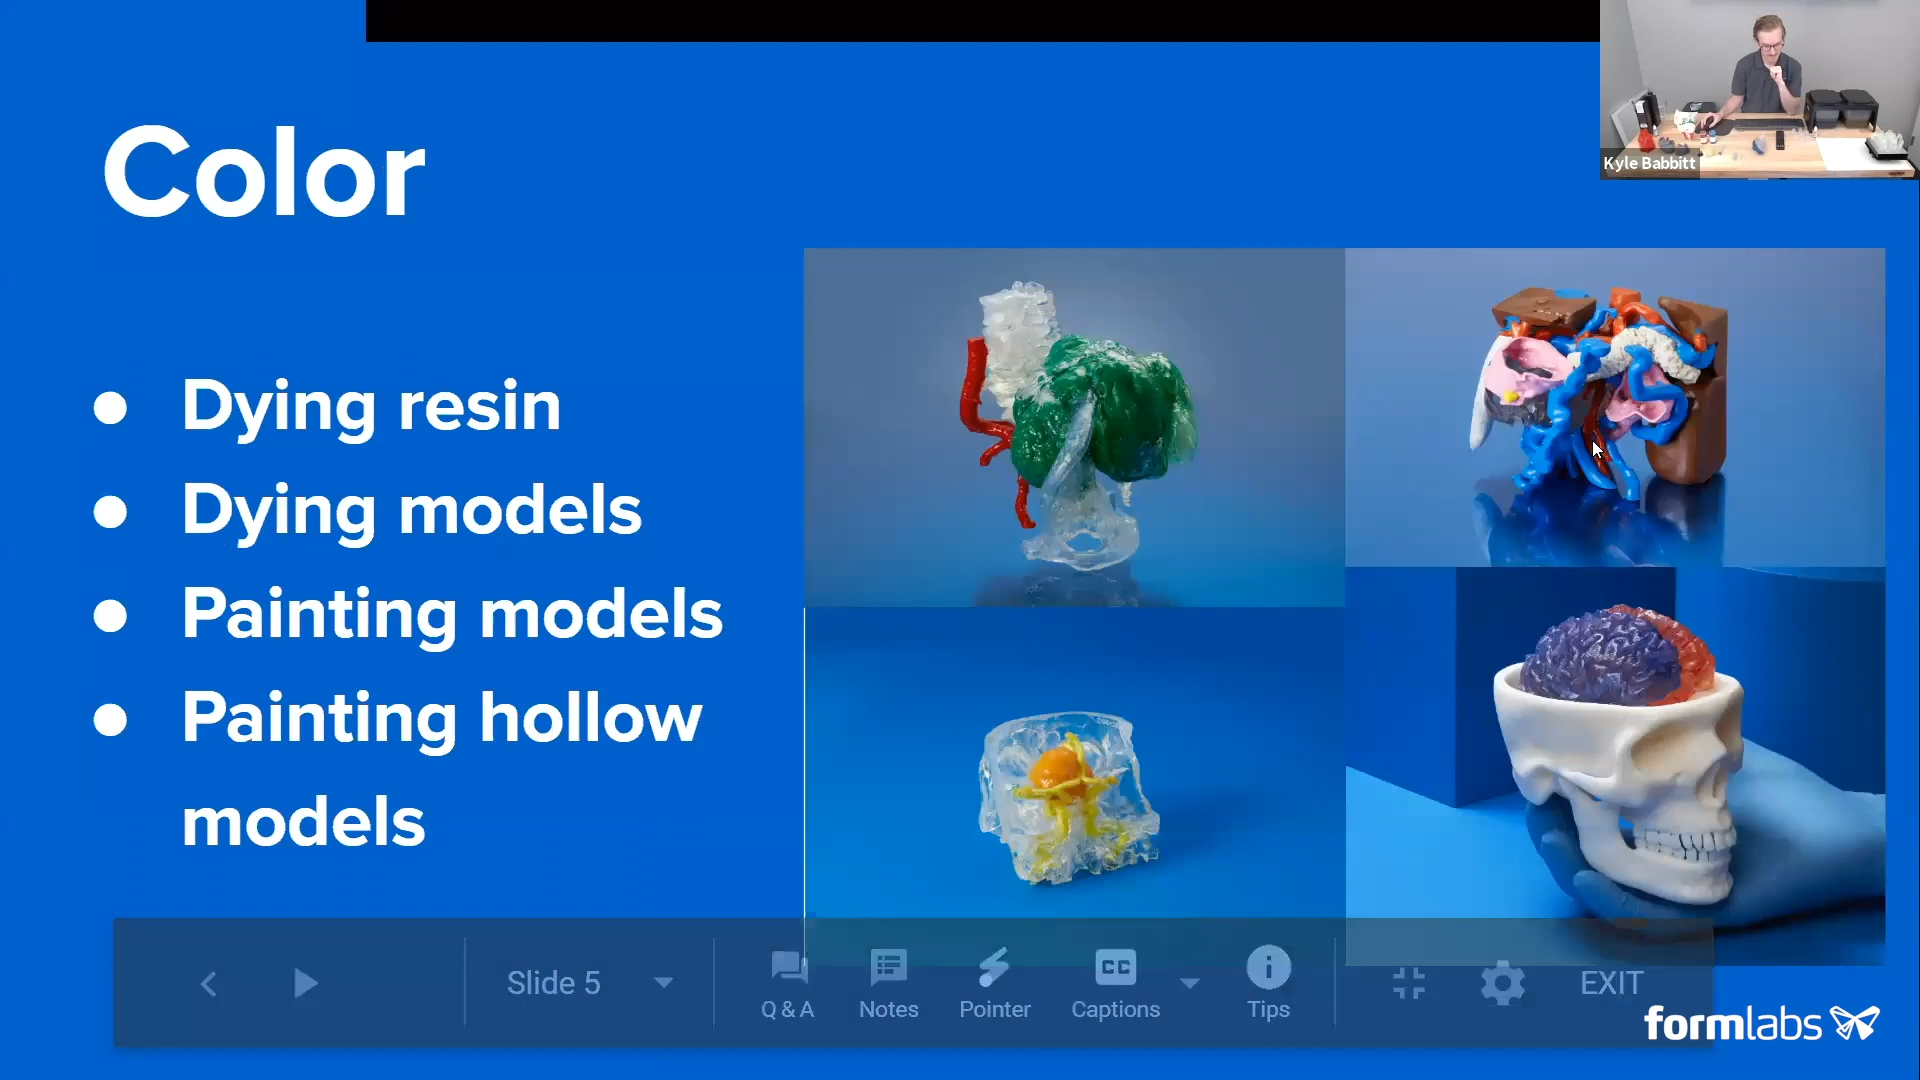 Kyle Babbitt
Color
● Dying resin
● Dying models
● Painting models
● Painting hollow
models
Slide 5
Q & A
Notes
Pointer
CC
Captions
Tips
EXIT
formlabs